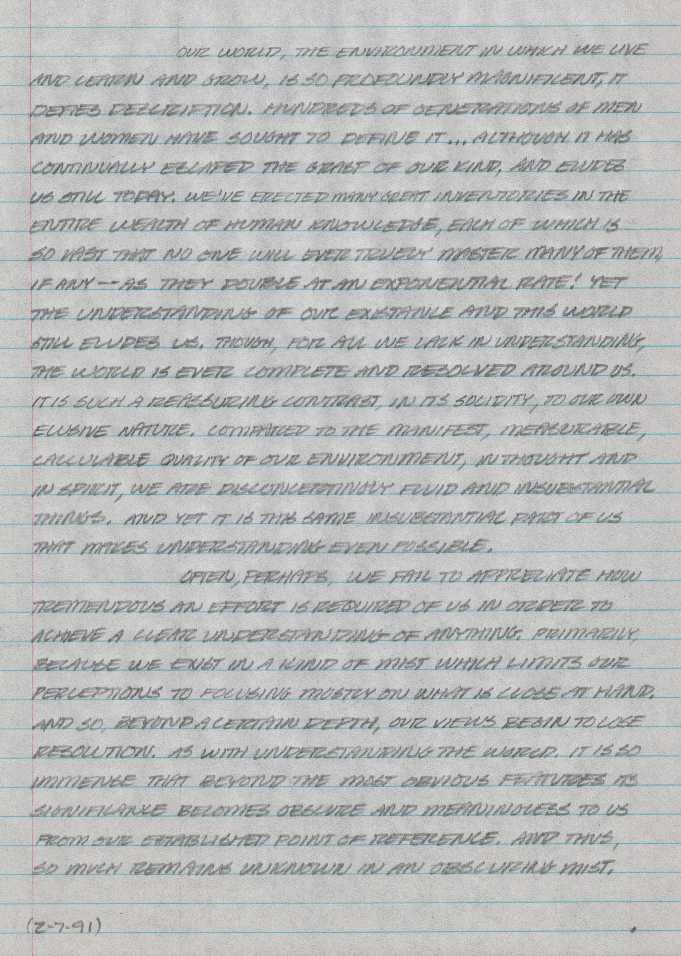 OUR WORLD, THE ENVIRONMENT IN WHICH WE LIVE
AND LEARN AND GROW, IS SO PROFOUNDLY MAGNIFICENT, IT
DEFIES DESCRIPTION. HUNDREDS OF GENERATIONS OF MEN
AND WOMEN HAVE SOUGHT TO DEFINE IT... ALTHOUGH IT HAS
CONTINUALLY ESCAPED THE GRASP OF OUR KIND, AND ELUDES
US STILL TODAY. WE'VE ERECTED MANY GREAT INVENTORIES IN THE
ENTIRE WEALTH OF HUMAN KNOWLEDGE, EACH OF WHICH IS
SO VAST THAT NO ONE WILL EVER TRUELY MASTER MANY OF THEM,
IF ANY -- AS THEY DOUBLE AT AN EXPONENTIAL RATE! YET
THE UNDERSTANDING OF OUR EXISTANCE AND THIS WORLD
STILL ELUDES US. THOUGH, FOR ALL WE LACK IN UNDERSTANDING,
THE WORLD IS EVER COMPLETE AND RESOLVED AROUND US.
IT IS SUCH A REASSURING CONTRAST, IN ITS SOLIDITY, TO OUR OWN
ELUSIVE NATURE. COMPARED TO THE MANIFEST, MEASURABLE,
CALCULABLE QUALITY OF OUR ENVIRONMENT, IN THOUGHT AND
IN SPIRIT, WE ARE DISCONCERTINGLY FLUID AND INSUBSTANTIAL
THINGS. AND YET IT IS THIS SAME INSUBSTANTIAL PART OF US
THAT MAKES UNDERSTANDING EVEN POSSIBLE.
OFTEN, PERHAPS, WE FAIL TO APPRECIATE HOW
TREMENDOUS AN EFFORT IS REQUIRED OF US IN ORDER TO
ACHIEVE A CLEAR UNDERSTANDING OF ANYTHING. PRIMARILY,
BECAUSE WE EXIST IN A KIND OF MIST WHICH LIMITS OUR
PERCEPTIONS TO FOCUSING MOSTLY ON WHAT IS CLOSE AT HAND.
AND SO, BEYOND A CERTAIN DEPTH, OUR VIEWS BEGIN TO LOSE
RESOLUTION. AS WITH UNDERSTANDING THE WORLD. IT IS SO
IMMENSE THAT BEYOND THE MOST OBVIOUS FEATURES ITS
SIGNIFICANCE BECOMES OBSCURE AND MEANINGLESS TO US
FROM OUR ESTABLISHED POINT OF REFERENCE. AND THUS,
SO MUCH REMAINS UNKNOWN IN AN OBSCURING MIST.
(2-7-91)